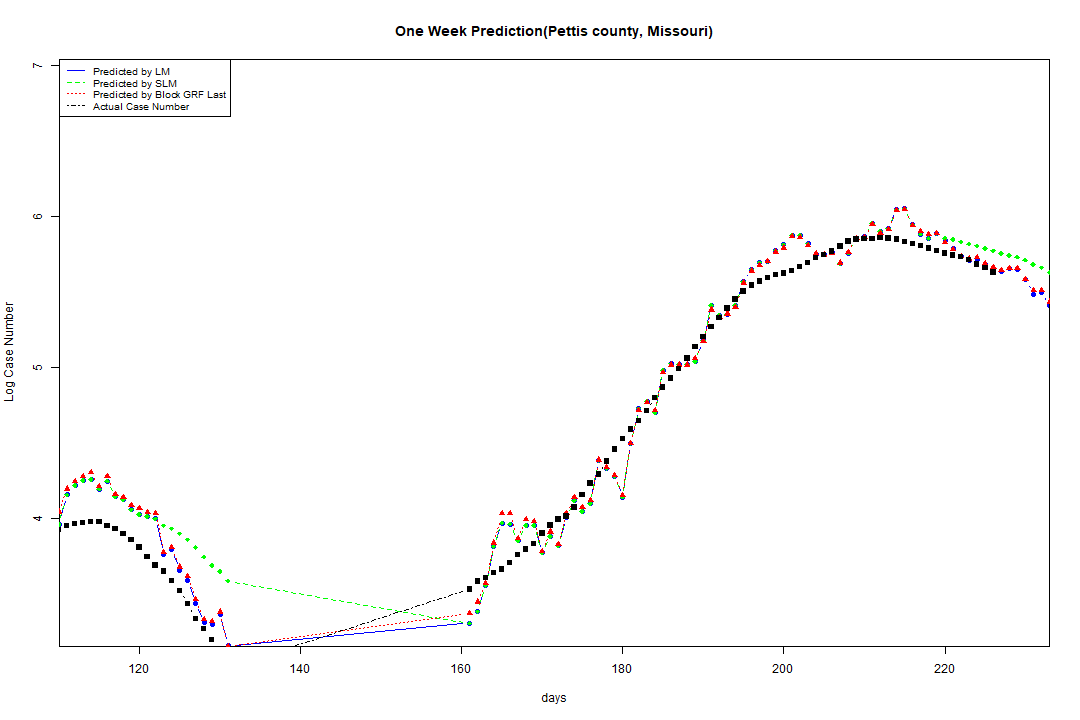 One Week Prediction(Pettis county, Missouri)
Predicted by LM
Predicted by SLM
Predicted by Block GRF Last
Actual Case Number
7
6
5
4
Log Case Number
120 140 160 180 200 220
days